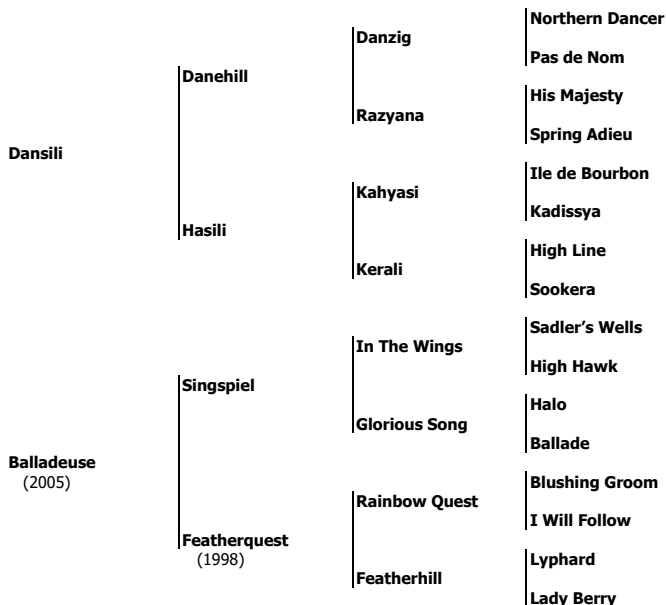 Northern Dancer
Danzig
Pas de Nom
Danehill
His Majesty
Razyana
Spring Adieu
Dansili
Ile de Bourbon
Kahyasi
Kadissya
Hasili
High Line
Kerali
Sookera
Sadler's Wells
In The Wings
High Hawk
Singspiel
Halo
Glorious Song
Ballade
Balladeuse
(2005)
Blushing Groom
Rainbow Quest
I Will Follow
Featherquest
(1998)
Lyphard
Featherhill
Lady Berry